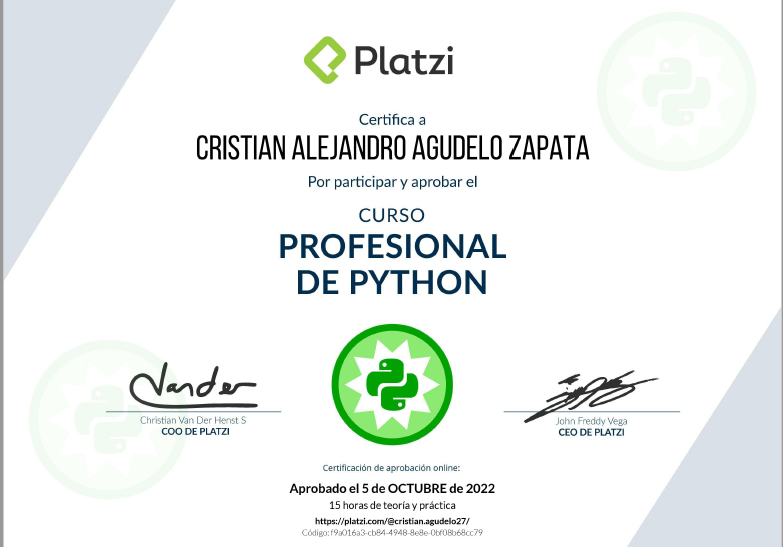 Platzi
Certifica a
CRISTIAN ALEJANDRO AGUDELO ZAPATA
Por participar y aprobar el
CURSO
PROFESIONAL
DE PYTHON
Vander
Christian Van Der Henst S
COO DE PLATZI
John Freddy Vega
CEO DE PLATZI
Certificación de aprobación online:
Aprobado el 5 de OCTUBRE de 2022
15 horas de teoría y práctica
https://platzi.com/@cristian.agudelo27/
Código: f9a016a3-cb84-4948-8e8e-0bf08b68cc79